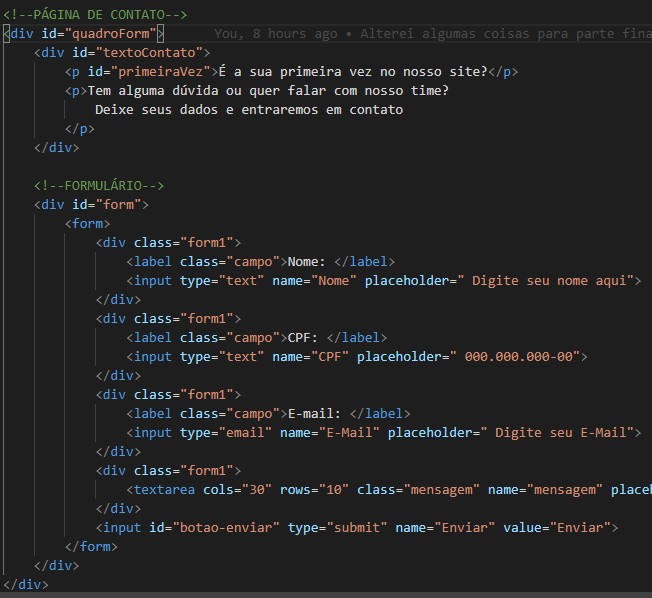 <!--PÁGINA DE CONTATO-->
<div id="quadroForm"> You, 8 hours ago • Alterei algumas coisas para parte fina
<div id="textoContato">
<p id="primeiraVez">É a sua primeira vez no nosso site?</p>
<p>Tem alguma dúvida ou quer falar com nosso time?
Deixe seus dados e entraremos em contato
</p>
</div>
<!--FORMULÁRIO-->
<div id="form">
<form>
<div class="form1">
<label class="campo">Nome: </label>
<input type="text" name="Nome" placeholder=" Digite seu nome aqui">
</div>
<div class="form1">
<label class="campo">CPF: </label>
<input type="text" name="CPF" placeholder=" 000.000.000-00">
</div>
<div class="form1">
<label class="campo">E-mail: </label>
<input type="email" name="E-Mail" placeholder=" Digite seu E-Mail">
</div>
<div class="form1">
<textarea cols="30" rows="10" class="mensagem" name="mensagem" placeh
</div>
<input id="botao-enviar" type="submit" name="Enviar" value="Enviar">
</form>
</div>
</div>